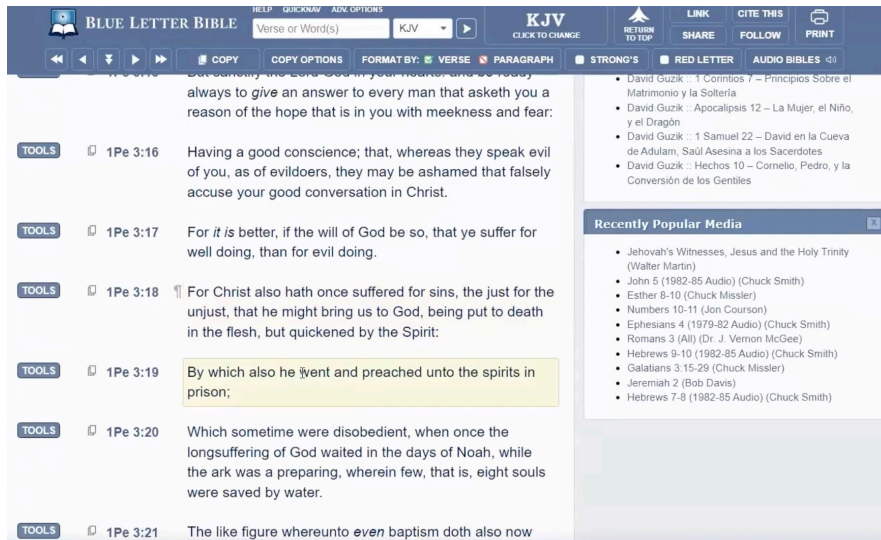 BLUE LETTER BIBLE
HELP QUICKNAV ADV. OPTIONS
Verse or Word(s)
KJV
KJV
CLICK TO CHANGE
RETURN
TO TOP
LINK
CITE THIS
SHARE
FOLLOW
PRINT
COPY
COPY OPTIONS
FORMAT BY: VERSE PARAGRAPH
STRONG'S
RED LETTER
AUDIO BIBLES
But sanctify the Lord God in your hearts: and be ready
always to give an answer to every man that asketh you a
reason of the hope that is in you with meekness and fear:
TOOLS 1Pe 3:16 Having a good conscience; that, whereas they speak evil
of you, as of evildoers, they may be ashamed that falsely
accuse your good conversation in Christ.
TOOLS 1Pe 3:17 For it is better, if the will of God be so, that ye suffer for
well doing, than for evil doing.
TOOLS 1Pe 3:18 ¶ For Christ also hath once suffered for sins, the just for the
unjust, that he might bring us to God, being put to death
in the flesh, but quickened by the Spirit:
TOOLS 1Pe 3:19 By which also he went and preached unto the spirits in
prison;
TOOLS 1Pe 3:20 Which sometime were disobedient, when once the
longsuffering of God waited in the days of Noah, while
the ark was a preparing, wherein few, that is, eight souls
were saved by water.
TOOLS 1Pe 3:21 The like figure whereunto even baptism doth also now
David Guzik :: 1 Corintios 7 – Principios Sobre el
Matrimonio y la Soltería
David Guzik :: Apocalipsis 12 – La Mujer, el Niño,
y el Dragón
David Guzik :: 1 Samuel 22 – David en la Cueva
de Adulam, Saúl Asesina a los Sacerdotes
David Guzik :: Hechos 10 – Cornelio, Pedro, y la
Conversión de los Gentiles
Recently Popular Media
X
Jehovah's Witnesses, Jesus and the Holy Trinity
(Walter Martin)
John 5 (1982-85 Audio) (Chuck Smith)
Esther 8-10 (Chuck Missler)
Numbers 10-11 (Jon Courson)
Ephesians 4 (1979-82 Audio) (Chuck Smith)
Romans 3 (All) (Dr. J. Vernon McGee)
Hebrews 9-10 (1982-85 Audio) (Chuck Smith)
Galatians 3:15-29 (Chuck Missler)
Jeremiah 2 (Bob Davis)
Hebrews 7-8 (1982-85 Audio) (Chuck Smith)